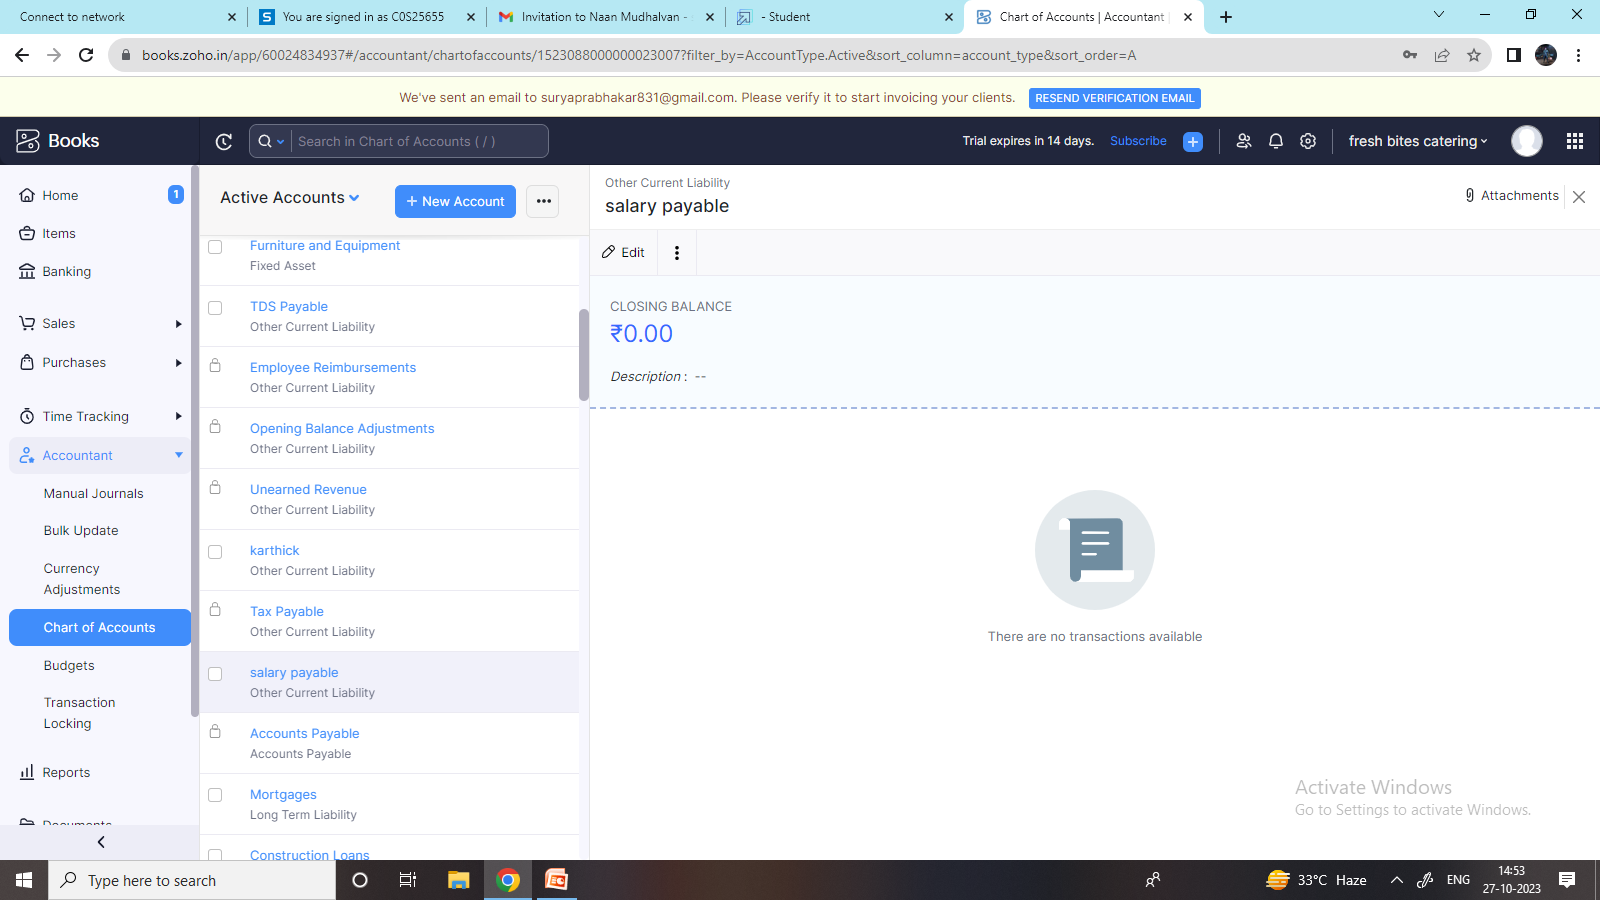 Connect to network
You are signed in as C0S25655
Invitation to Naan Mudhalvan -
- Student
Chart of Accounts | Accountant
books.zoho.in/app/60024834937#/accountant/chartofaccounts/1523088000000023007?filter_by=AccountType.Active&sort_column=account_type&sort_order=A
We've sent an email to suryaprabhakar831@gmail.com. Please verify it to start invoicing your clients. RESEND VERIFICATION EMAIL
Books
Search in Chart of Accounts ( / )
Trial expires in 14 days. Subscribe
fresh bites catering
Home 1
Items
Banking
Sales
Purchases
Time Tracking
Accountant
Manual Journals
Bulk Update
Currency
Adjustments
Chart of Accounts
Budgets
Transaction
Locking
Reports
Documents
Active Accounts
+ New Account
Furniture and Equipment
Fixed Asset
TDS Payable
Other Current Liability
Employee Reimbursements
Other Current Liability
Opening Balance Adjustments
Other Current Liability
Unearned Revenue
Other Current Liability
karthick
Other Current Liability
Tax Payable
Other Current Liability
salary payable
Other Current Liability
Accounts Payable
Accounts Payable
Mortgages
Long Term Liability
Construction Loans
Other Current Liability
salary payable
Attachments
Edit
CLOSING BALANCE
₹0.00
Description : --
There are no transactions available
Activate Windows
Go to Settings to activate Windows.
Type here to search
33°C Haze
ENG
14:53
27-10-2023